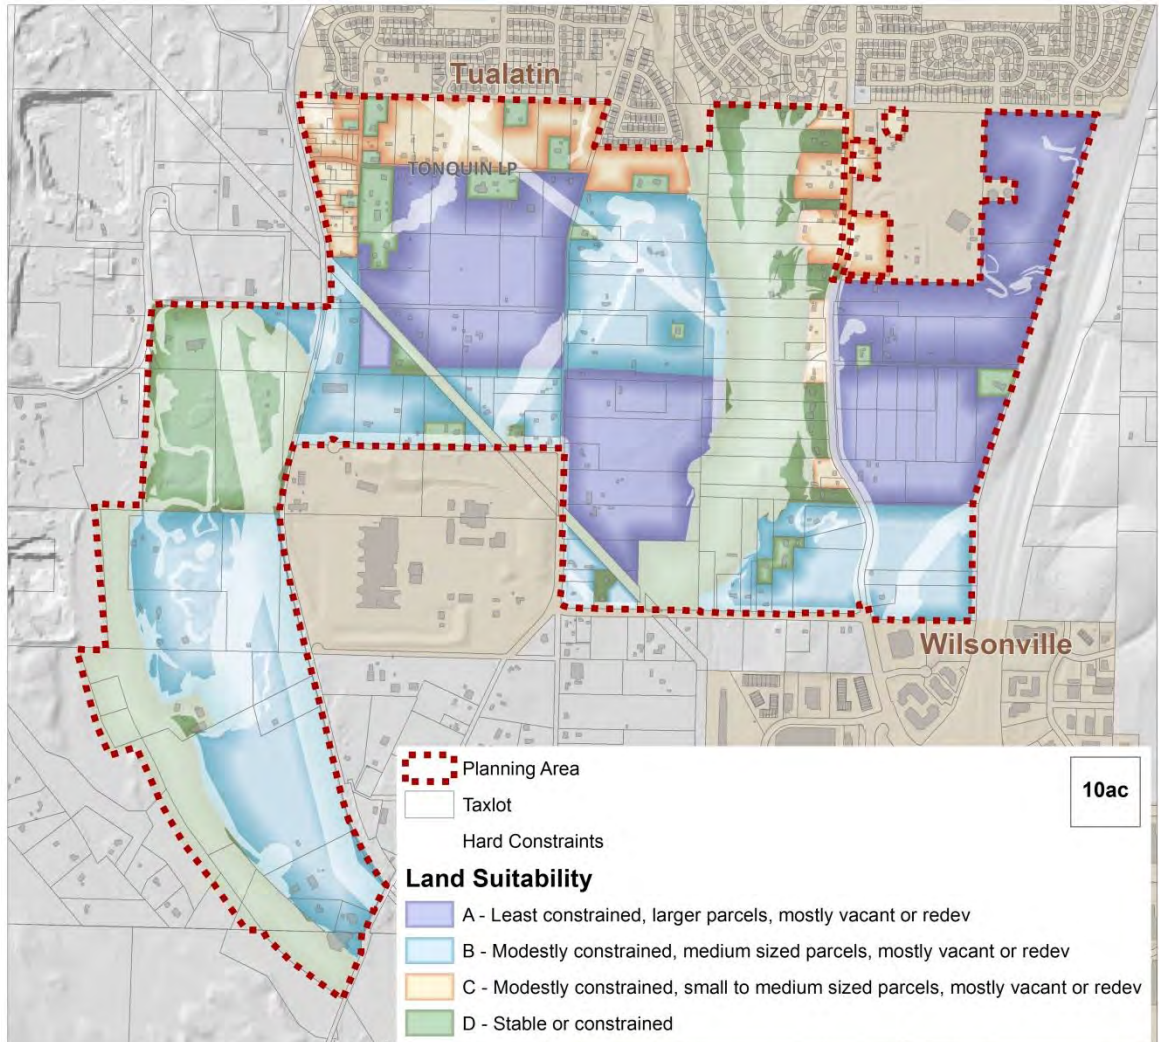 Tualatin
TONQUIN LP
Wilsonville
Planning Area
10ac
Taxlot
Hard Constraints
Land Suitability
A - Least constrained, larger parcels, mostly vacant or redev
B - Modestly constrained, medium sized parcels, mostly vacant or redev
C - Modestly constrained, small to medium sized parcels, mostly vacant or redev
D - Stable or constrained